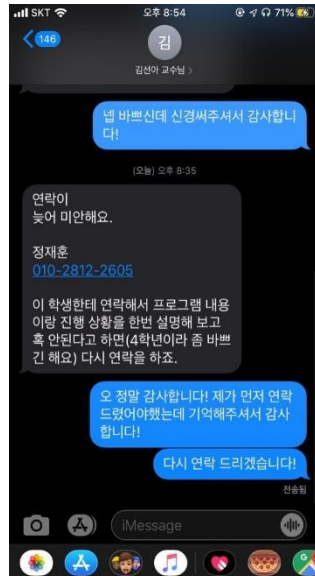 SKT
오후 8:54
71%
146
김
김선아 교수님
넵 바쁘신데 신경써주셔서 감사합니
다!
(오늘) 오후 8:35
연락이
늦어 미안해요.
정재훈
010-2812-2605
이 학생한테 연락해서 프로그램 내용
이랑 진행 상황을 한번 설명해 보고
혹 안된다고 하면(4학년이라 좀 바쁘
긴 해요) 다시 연락을 하죠.
오 정말 감사합니다! 제가 먼저 연락
드렸어야했는데 기억해주셔서 감사
합니다!
다시 연락 드리겠습니다!
전송됨
iMessage